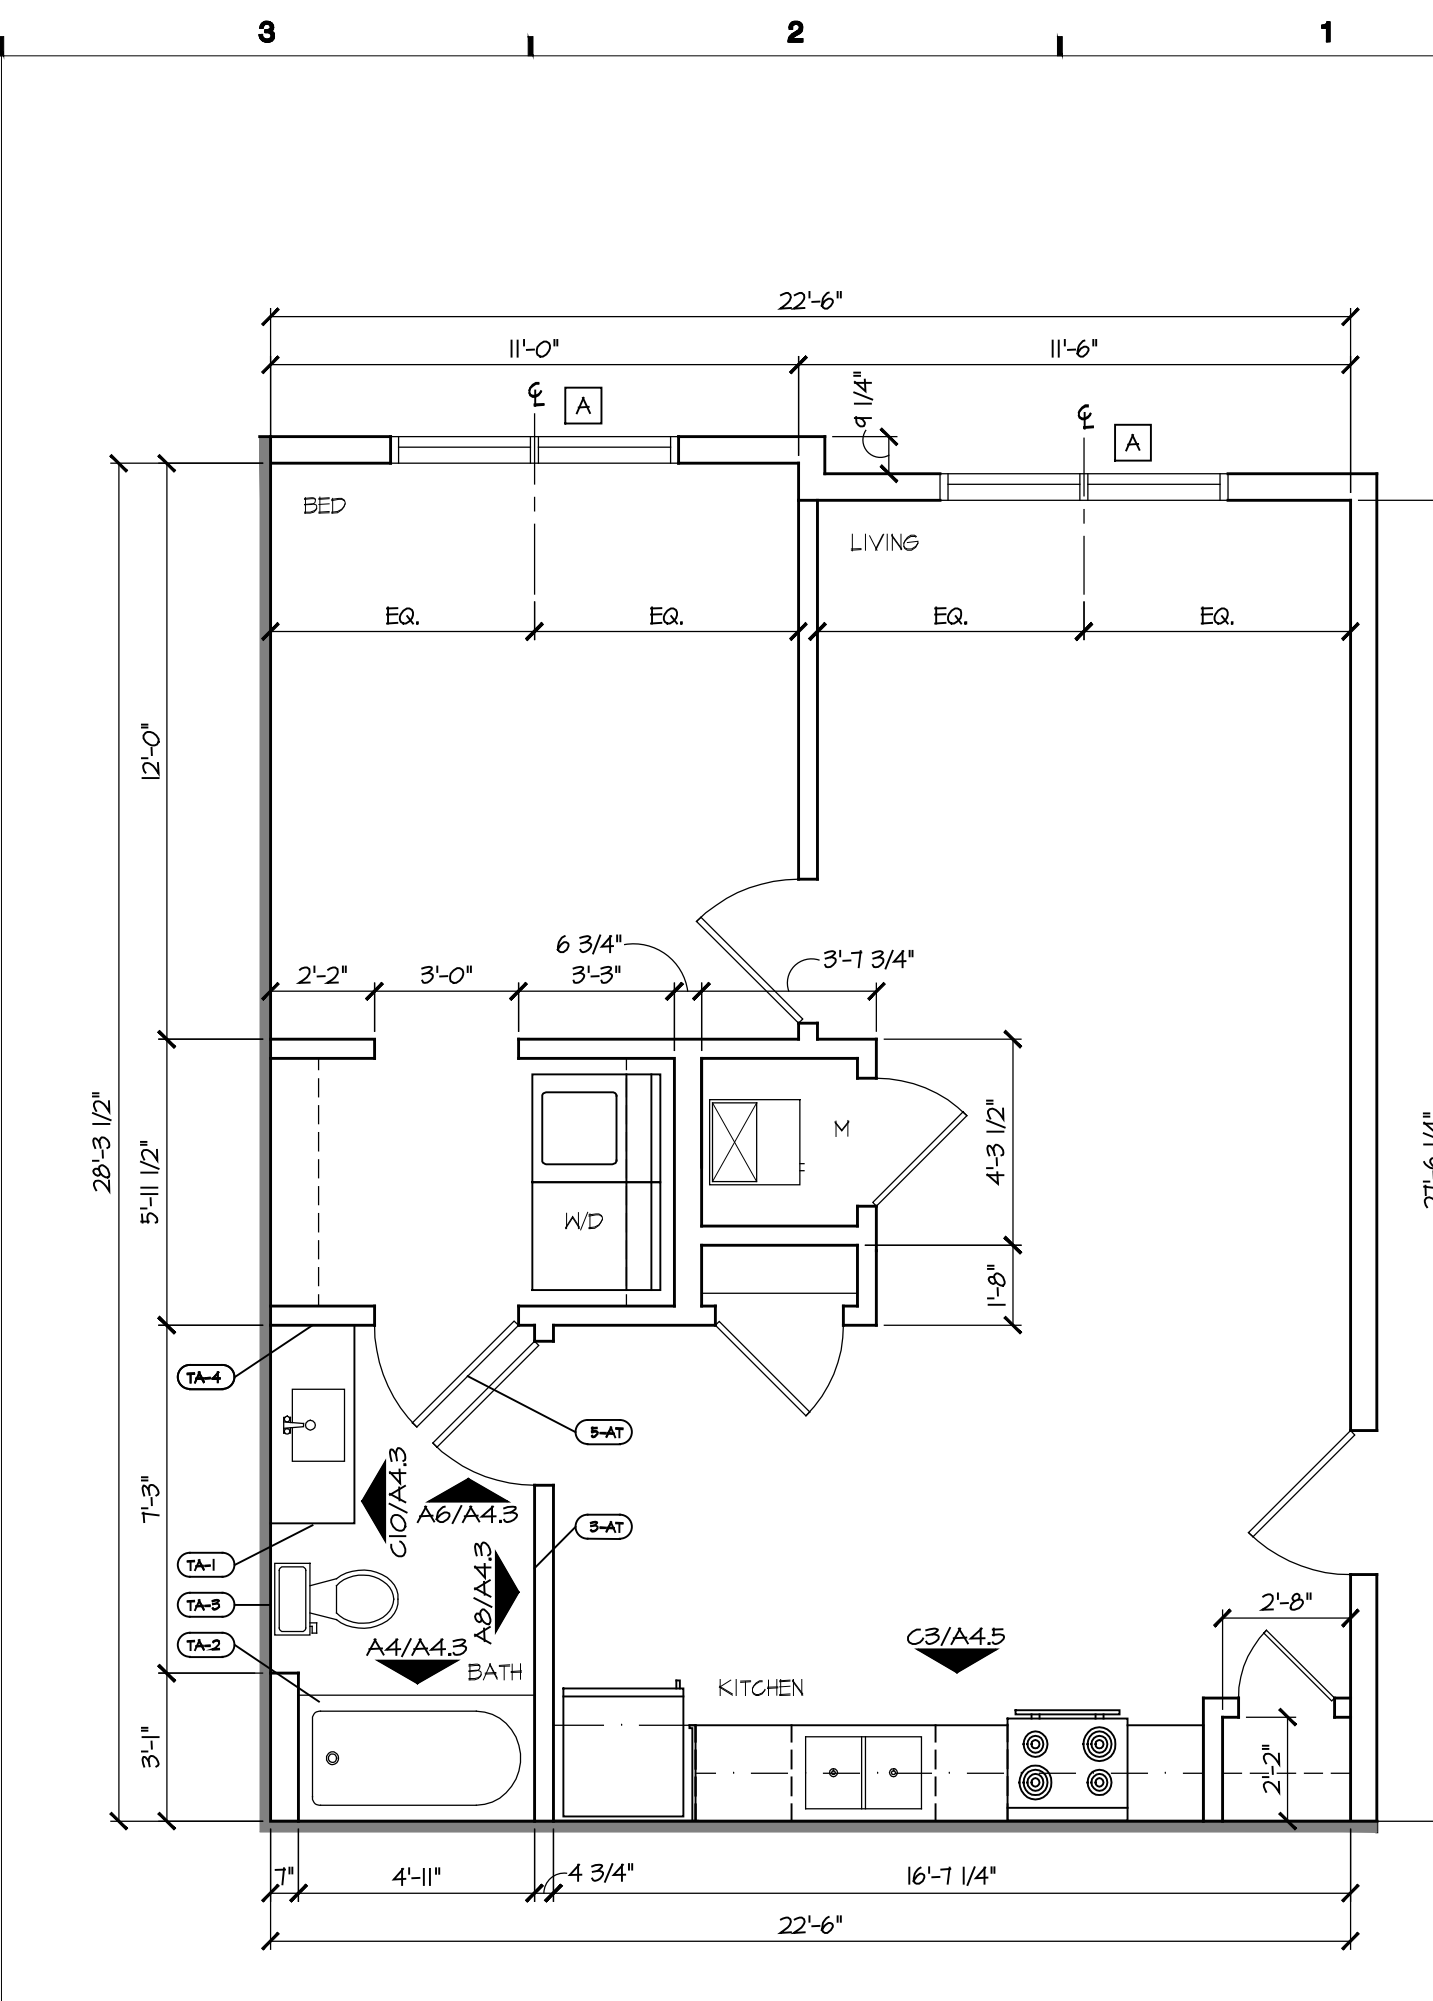 3
2
1
22'-6"
11'-0"
11'-6"
9 1/4"
℄
A
℄
A
BED
LIVING
EQ.
EQ.
EQ.
EQ.
12'-0"
6 3/4"
3'-7 3/4"
2'-2"
3'-0"
3'-3"
28'-3 1/2"
5'-11 1/2"
M
4'-3 1/2"
27'-6 1/4"
W/D
1'-8"
TA-4
5-AT
7'-3"
C10/A4.3
A6/A4.3
3-AT
TA-1
A8/A4.3
TA-3
2'-8"
TA-2
A4/A4.3
C3/A4.5
BATH
KITCHEN
3'-1"
2'-2"
7"
4'-11"
4 3/4"
16'-7 1/4"
22'-6"